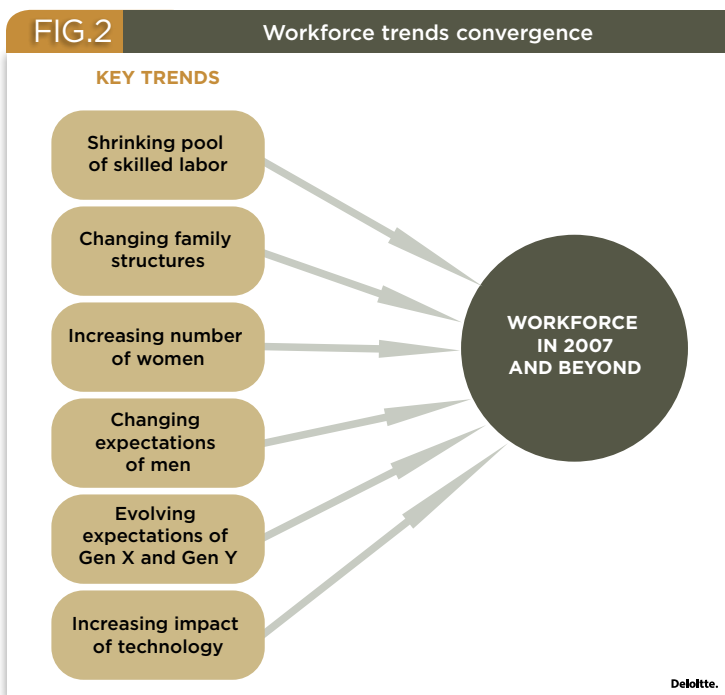 FIG.2
Workforce trends convergence
KEY TRENDS
Shrinking pool
of skilled labor
Changing family
structures
Increasing number
of women
Changing
expectations
of men
Evolving
expectations of
Gen X and Gen Y
Increasing impact
of technology
WORKFORCE
IN 2007
AND BEYOND
Deloitte.